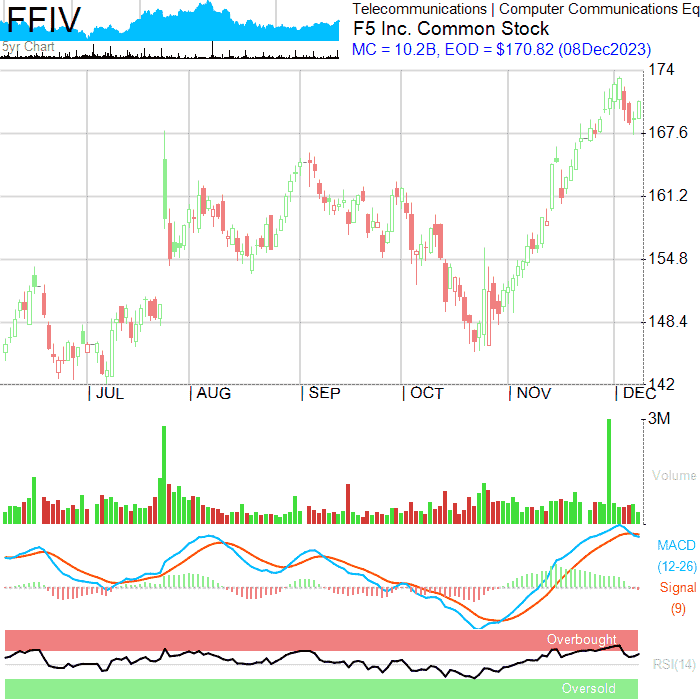 FFIV
5yr Chart
Telecommunications | Computer Communications Eq
F5 Inc. Common Stock
MC = 10.2B, EOD = $170.82 (08Dec2023)
174
167.6
161.2
154.8
148.4
142
JUL AUG SEP OCT NOV DEC
3M
Volume
MACD
(12-26)
Signal
(9)
Overbought
RSI(14)
Oversold